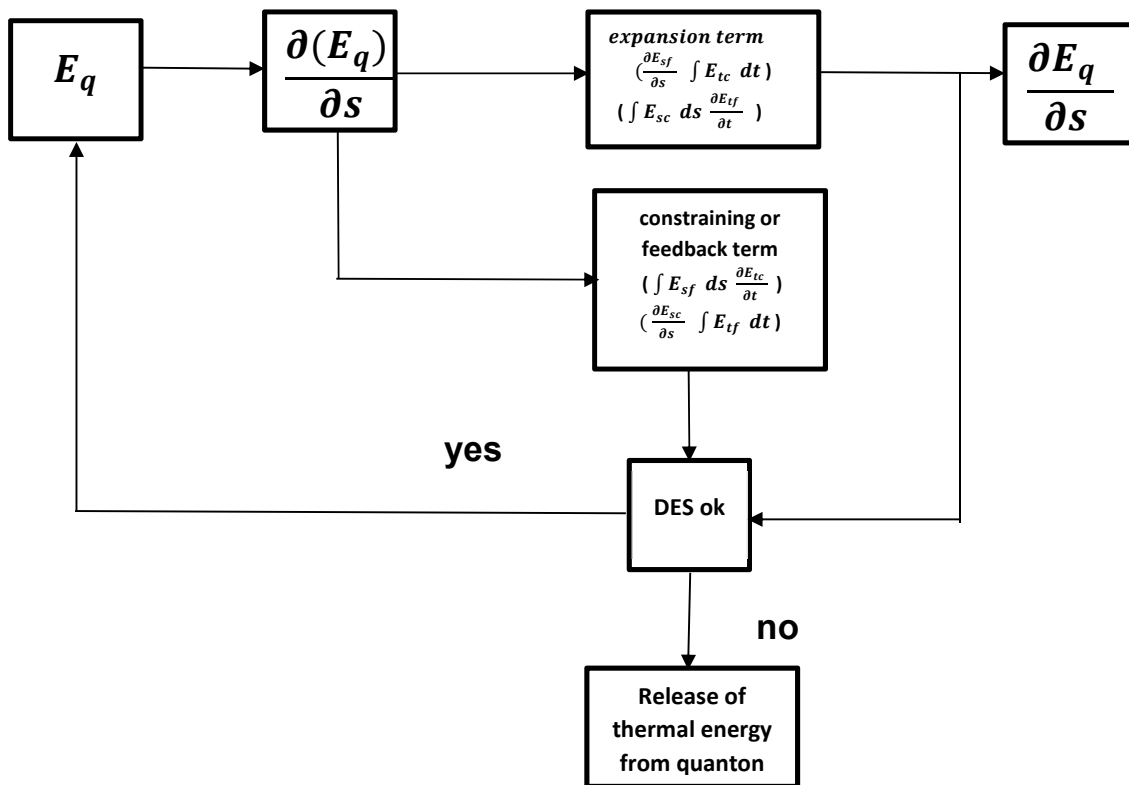 E_q
∂(E_q)
∂s
expansion term
(∂E_sf/∂s ∫ E_tc dt )
( ∫ E_sc ds ∂E_tf/∂t )
∂E_q
∂s
constraining or
feedback term
( ∫ E_sf ds ∂E_tc/∂t )
(∂E_sc/∂s ∫ E_tf dt )
yes
DES ok
no
Release of
thermal energy
from quanton